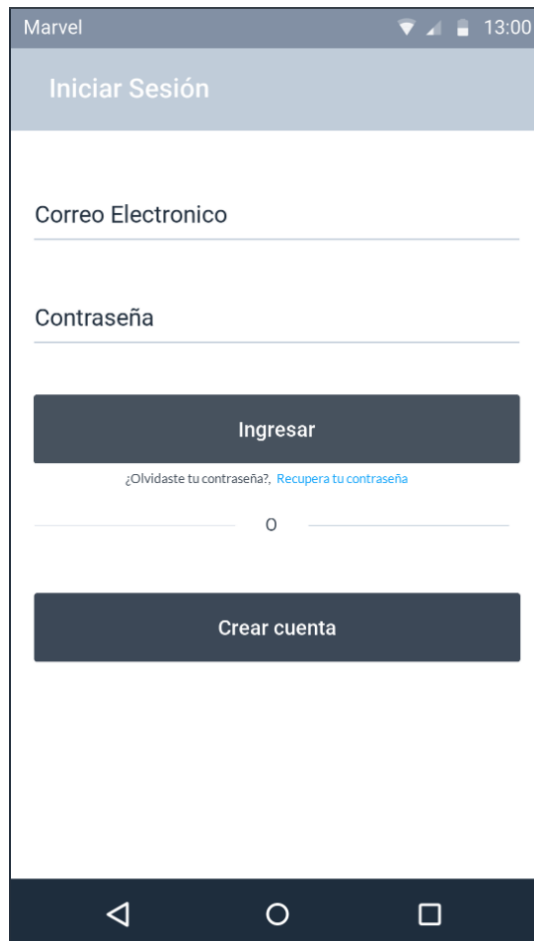 Marvel 13:00
Iniciar Sesión
Correo Electronico
Contraseña
Ingresar
¿Olvidaste tu contraseña?, Recupera tu contraseña
O
Crear cuenta